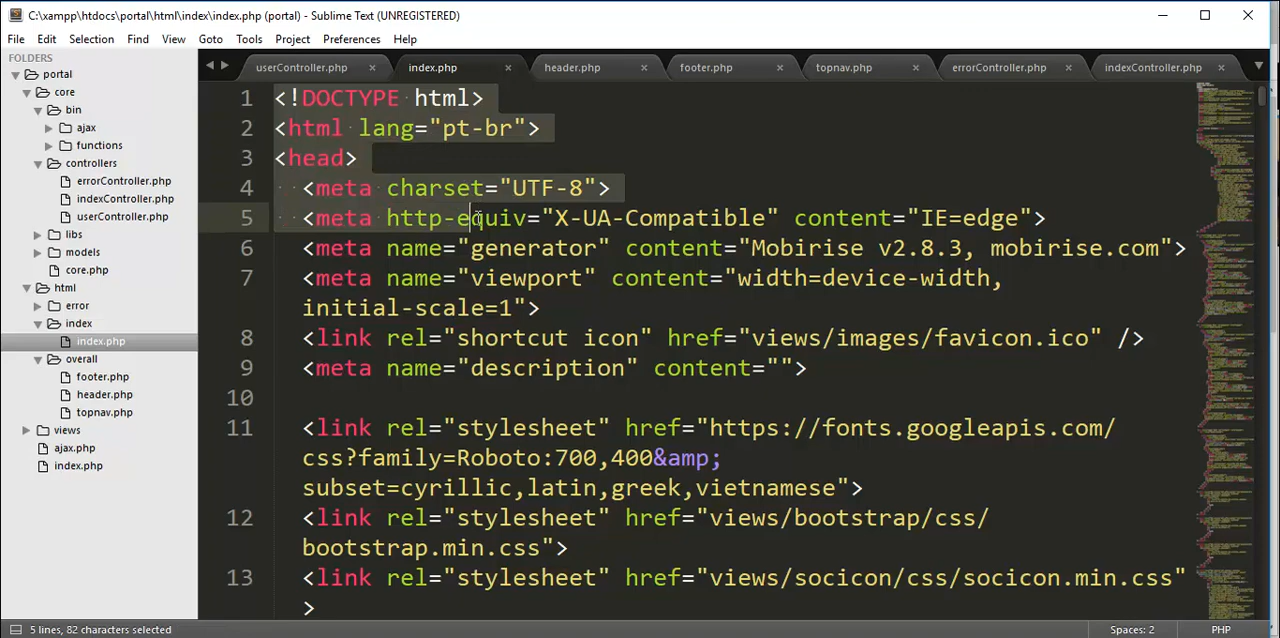 C:\xampp\htdocs\portal\html\index\index.php (portal) - Sublime Text (UNREGISTERED)
File Edit Selection Find View Goto Tools Project Preferences Help
FOLDERS
portal
core
bin
ajax
functions
controllers
errorController.php
indexController.php
userController.php
libs
models
core.php
html
error
index
index.php
overall
footer.php
header.php
topnav.php
views
ajax.php
index.php
userController.php × index.php × header.php × footer.php × topnav.php × errorController.php × indexController.php ×
1 <!DOCTYPE html>
2 <html lang="pt-br">
3 <head>
4 <meta charset="UTF-8">
5 <meta http-equiv="X-UA-Compatible" content="IE=edge">
6 <meta name="generator" content="Mobirise v2.8.3, mobirise.com">
7 <meta name="viewport" content="width=device-width,
initial-scale=1">
8 <link rel="shortcut icon" href="views/images/favicon.ico" />
9 <meta name="description" content="">
10
11 <link rel="stylesheet" href="https://fonts.googleapis.com/
css?family=Roboto:700,400&amp;
subset=cyrillic,latin,greek,vietnamese">
12 <link rel="stylesheet" href="views/bootstrap/css/
bootstrap.min.css">
13 <link rel="stylesheet" href="views/socicon/css/socicon.min.css"
>
5 lines, 82 characters selected
Spaces: 2 PHP